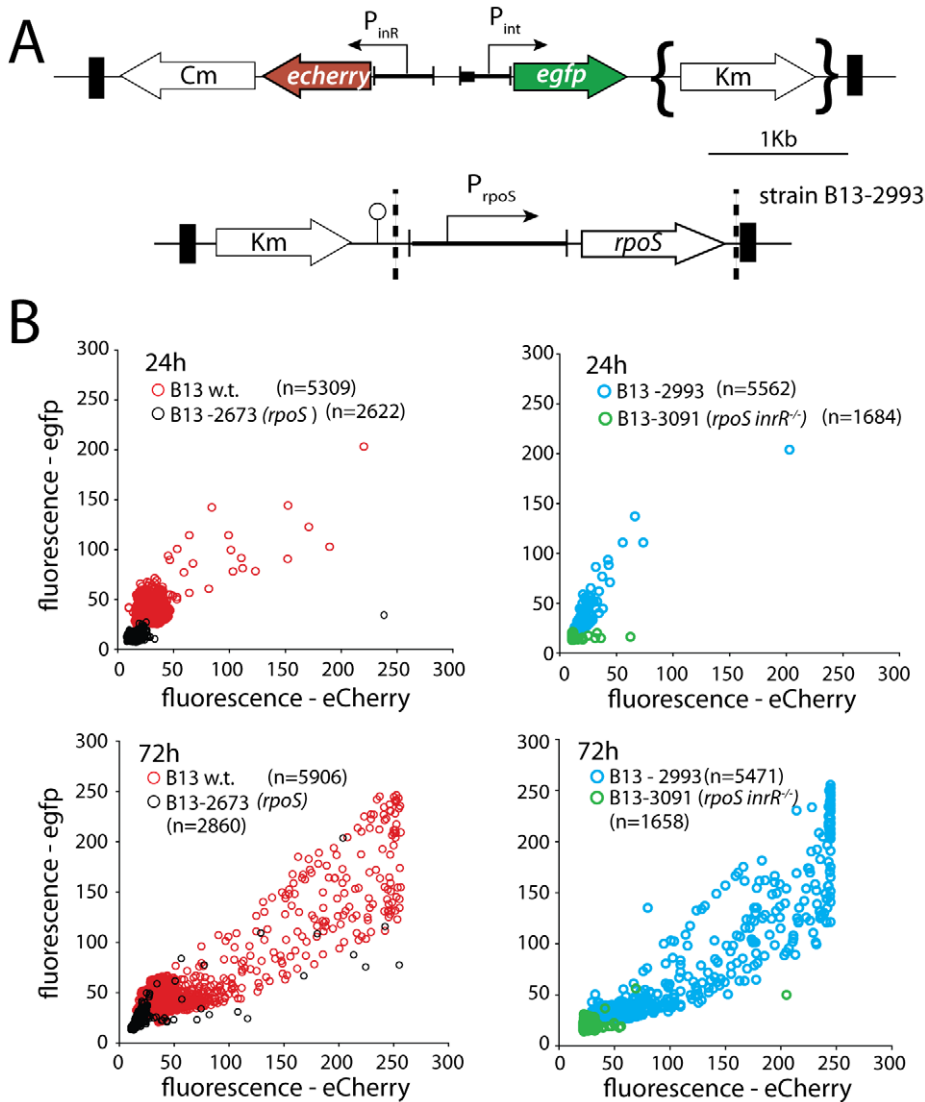 A
P_inR
P_int
Cm
echerry
egfp
{ Km }
1Kb
P_rpoS
strain B13-2993
Km
rpoS
B
300
250
200
150
100
50
0
fluorescence - egfp
24h
B13 w.t. (n=5309)
B13 -2673 (rpoS ) (n=2622)
0 50 100 150 200 250 300
fluorescence - eCherry
300
250
200
150
100
50
0
24h
B13 -2993 (n=5562)
B13-3091 (rpoS inrR-/-) (n=1684)
0 50 100 150 200 250 300
fluorescence - eCherry
300
250
200
150
100
50
0
fluorescence - egfp
72h
B13 w.t. (n=5906)
B13-2673 (rpoS)
(n=2860)
0 50 100 150 200 250 300
fluorescence - eCherry
300
250
200
150
100
50
0
72h
B13 - 2993 (n=5471)
B13-3091 (rpoS inrR-/-)
(n=1658)
0 50 100 150 200 250 300
fluorescence - eCherry